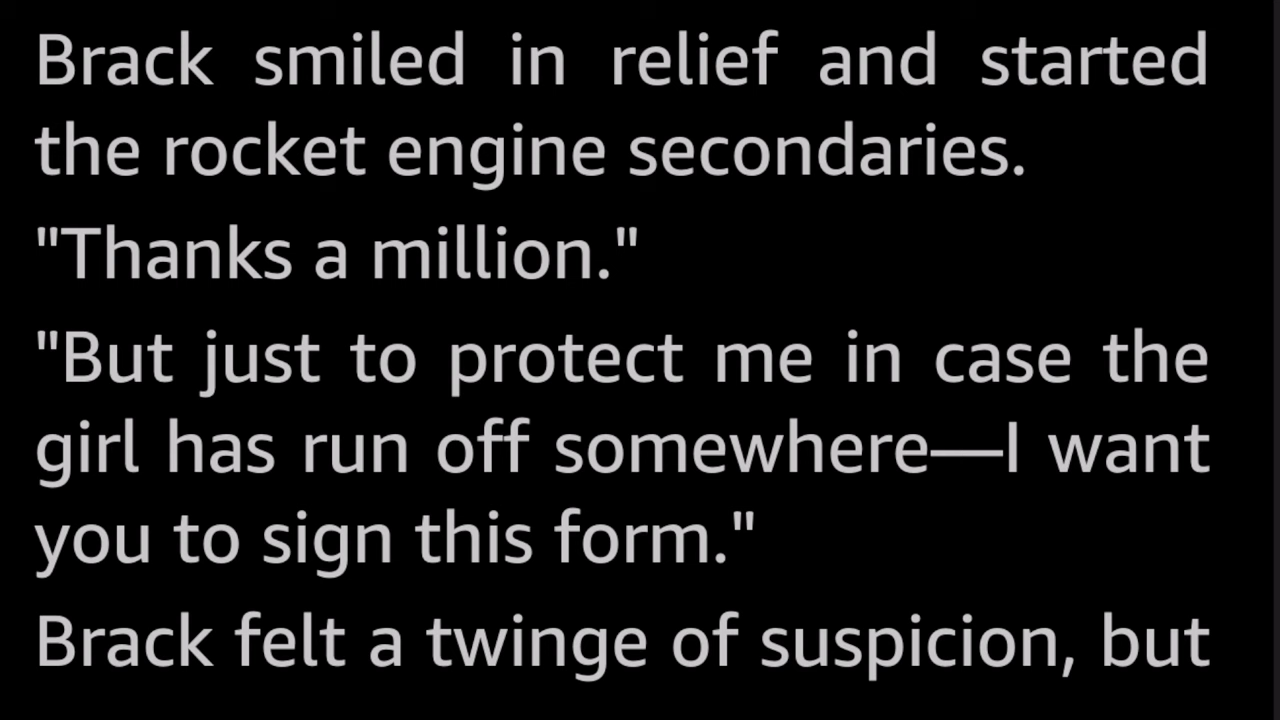 Brack smiled in relief and started
the rocket engine secondaries.
"Thanks a million."
"But just to protect me in case the
girl has run off somewhere—I want
you to sign this form."
Brack felt a twinge of suspicion, but